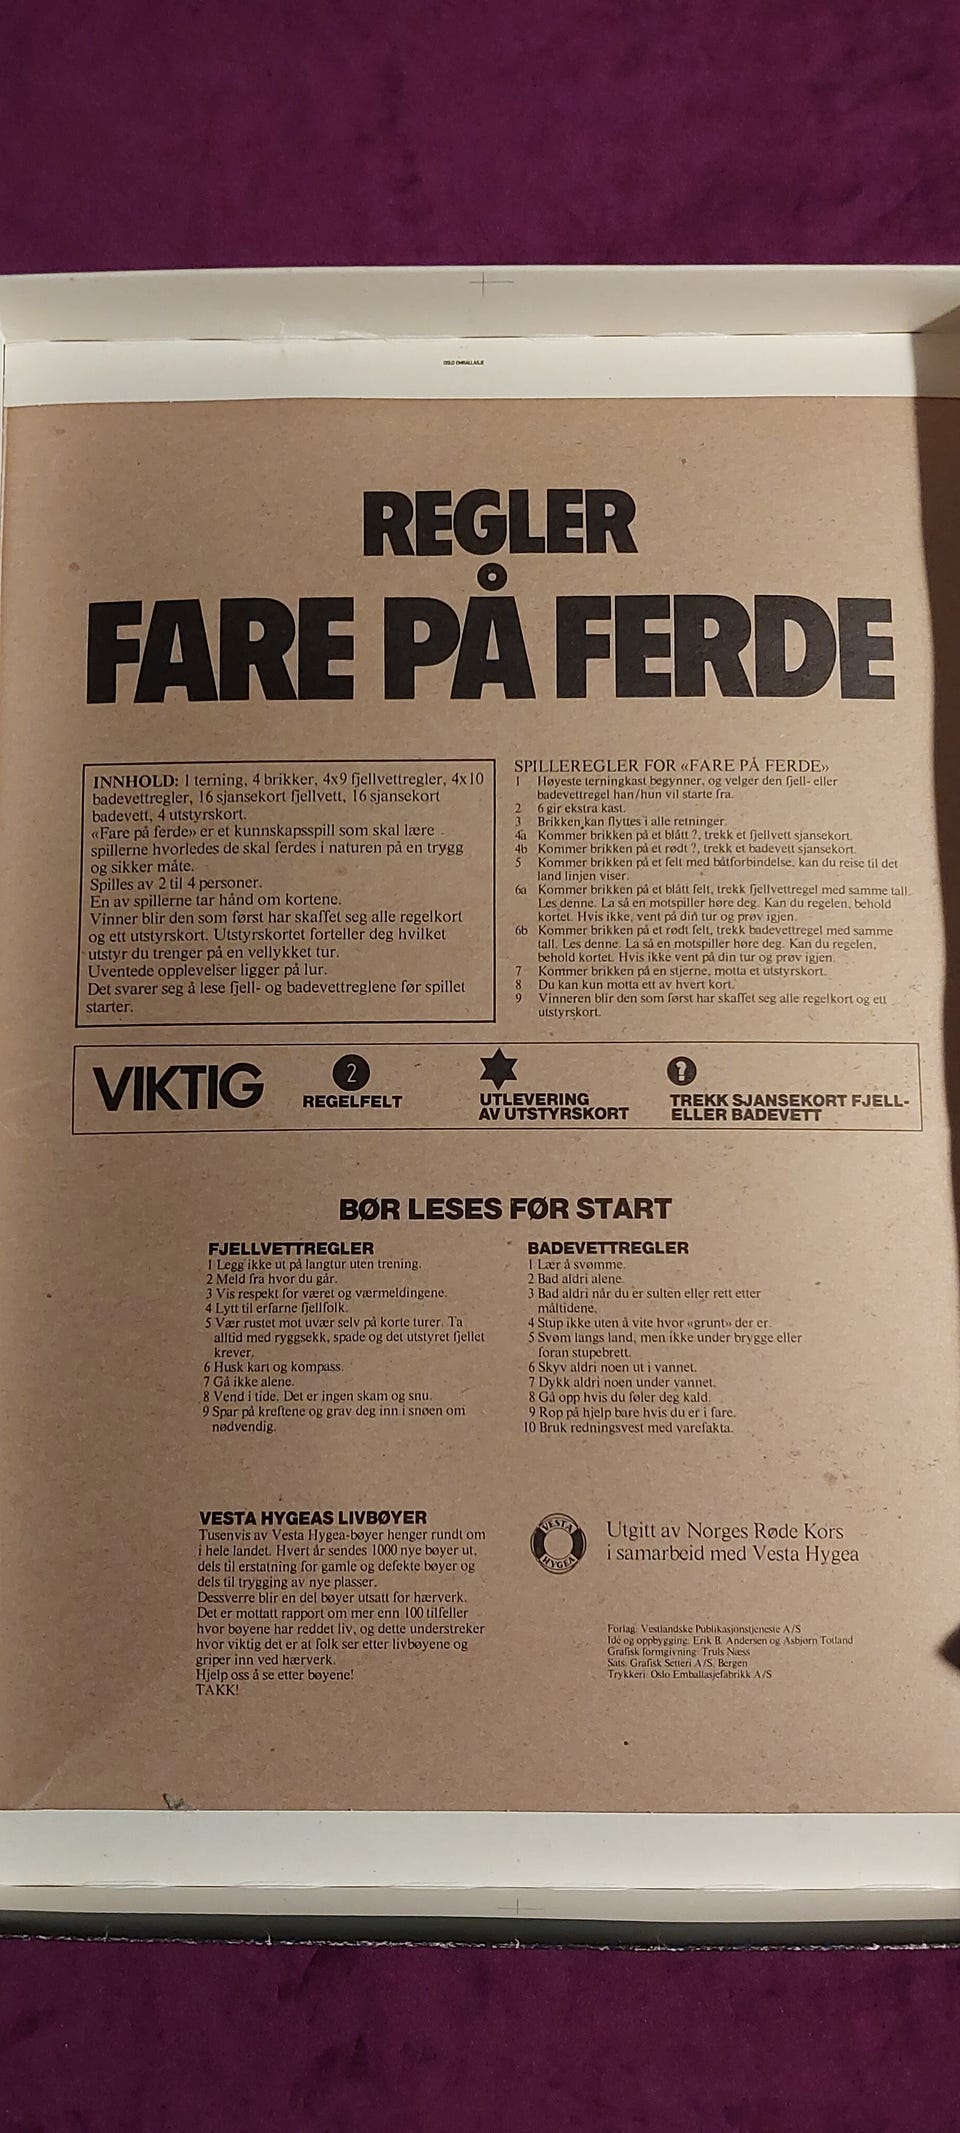 OSLO EMBALLASJE
REGLER
FARE PÅ FERDE
INNHOLD: 1 terning, 4 brikker, 4x9 fjellvettregler, 4x10
badevettregler, 16 sjansekort fjellvett, 16 sjansekort
badevett, 4 utstyrskort.
«Fare på ferde» er et kunnskapsspill som skal lære
spillerne hvorledes de skal ferdes i naturen på en trygg
og sikker måte.
Spilles av 2 til 4 personer.
En av spillerne tar hånd om kortene.
Vinner blir den som først har skaffet seg alle regelkort
og ett utstyrskort. Utstyrskortet forteller deg hvilket
utstyr du trenger på en vellykket tur.
Uventede opplevelser ligger på lur.
Det svarer seg å lese fjell- og badevettreglene før spillet
starter.
SPILLEREGLER FOR «FARE PÅ FERDE»
1 Høyeste terningkast begynner, og velger den fjell- eller
badevettregel han/hun vil starte fra.
2 6 gir ekstra kast.
3 Brikken kan flyttes i alle retninger.
4a Kommer brikken på et blått ?, trekk et fjellvett sjansekort.
4b Kommer brikken på et rødt ?, trekk et badevett sjansekort.
5 Kommer brikken på et felt med båtforbindelse, kan du reise til det
land linjen viser.
6a Kommer brikken på et blått felt, trekk fjellvettregel med samme tall.
Les denne. La så en motspiller høre deg. Kan du regelen, behold
kortet. Hvis ikke, vent på din tur og prøv igjen.
6b Kommer brikken på et rødt felt, trekk badevettregel med samme
tall. Les denne. La så en motspiller høre deg. Kan du regelen,
behold kortet. Hvis ikke vent på din tur og prøv igjen.
7 Kommer brikken på en stjerne, motta et utstyrskort.
8 Du kan kun motta ett av hvert kort.
9 Vinneren blir den som først har skaffet seg alle regelkort og ett
utstyrskort.
VIKTIG
2
REGELFELT
UTLEVERING
AV UTSTYRSKORT
?
TREKK SJANSEKORT FJELL-
ELLER BADEVETT
BØR LESES FØR START
FJELLVETTREGLER
1 Legg ikke ut på langtur uten trening.
2 Meld fra hvor du går.
3 Vis respekt for været og værmeldingene.
4 Lytt til erfarne fjellfolk.
5 Vær rustet mot uvær selv på korte turer. Ta
alltid med ryggsekk, spade og det utstyret fjellet
krever.
6 Husk kart og kompass.
7 Gå ikke alene.
8 Vend i tide. Det er ingen skam og snu.
9 Spar på kreftene og grav deg inn i snøen om
nødvendig.
BADEVETTREGLER
1 Lær å svømme.
2 Bad aldri alene.
3 Bad aldri når du er sulten eller rett etter
måltidene.
4 Stup ikke uten å vite hvor «grunt» der er.
5 Svøm langs land, men ikke under brygge eller
foran stupebrett.
6 Skyv aldri noen ut i vannet.
7 Dykk aldri noen under vannet.
8 Gå opp hvis du føler deg kald.
9 Rop på hjelp bare hvis du er i fare.
10 Bruk redningsvest med varefakta.
VESTA HYGEAS LIVBØYER
Tusenvis av Vesta Hygea-bøyer henger rundt om
i hele landet. Hvert år sendes 1000 nye bøyer ut,
dels til erstatning for gamle og defekte bøyer og
dels til trygging av nye plasser.
Dessverre blir en del bøyer utsatt for hærverk.
Det er mottatt rapport om mer enn 100 tilfeller
hvor bøyene har reddet liv, og dette understreker
hvor viktig det er at folk ser etter livbøyene og
griper inn ved hærverk.
Hjelp oss å se etter bøyene!
TAKK!
VESTA
HYGEA
Utgitt av Norges Røde Kors
i samarbeid med Vesta Hygea
Forlag: Vestlandske Publikasjonstjeneste A/S
Idé og oppbygging: Erik B. Andersen og Asbjørn Totland
Grafisk formgivning: Truls Næss
Sats: Grafisk Setteri A/S, Bergen
Trykkeri: Oslo Emballasjefabrikk A/S